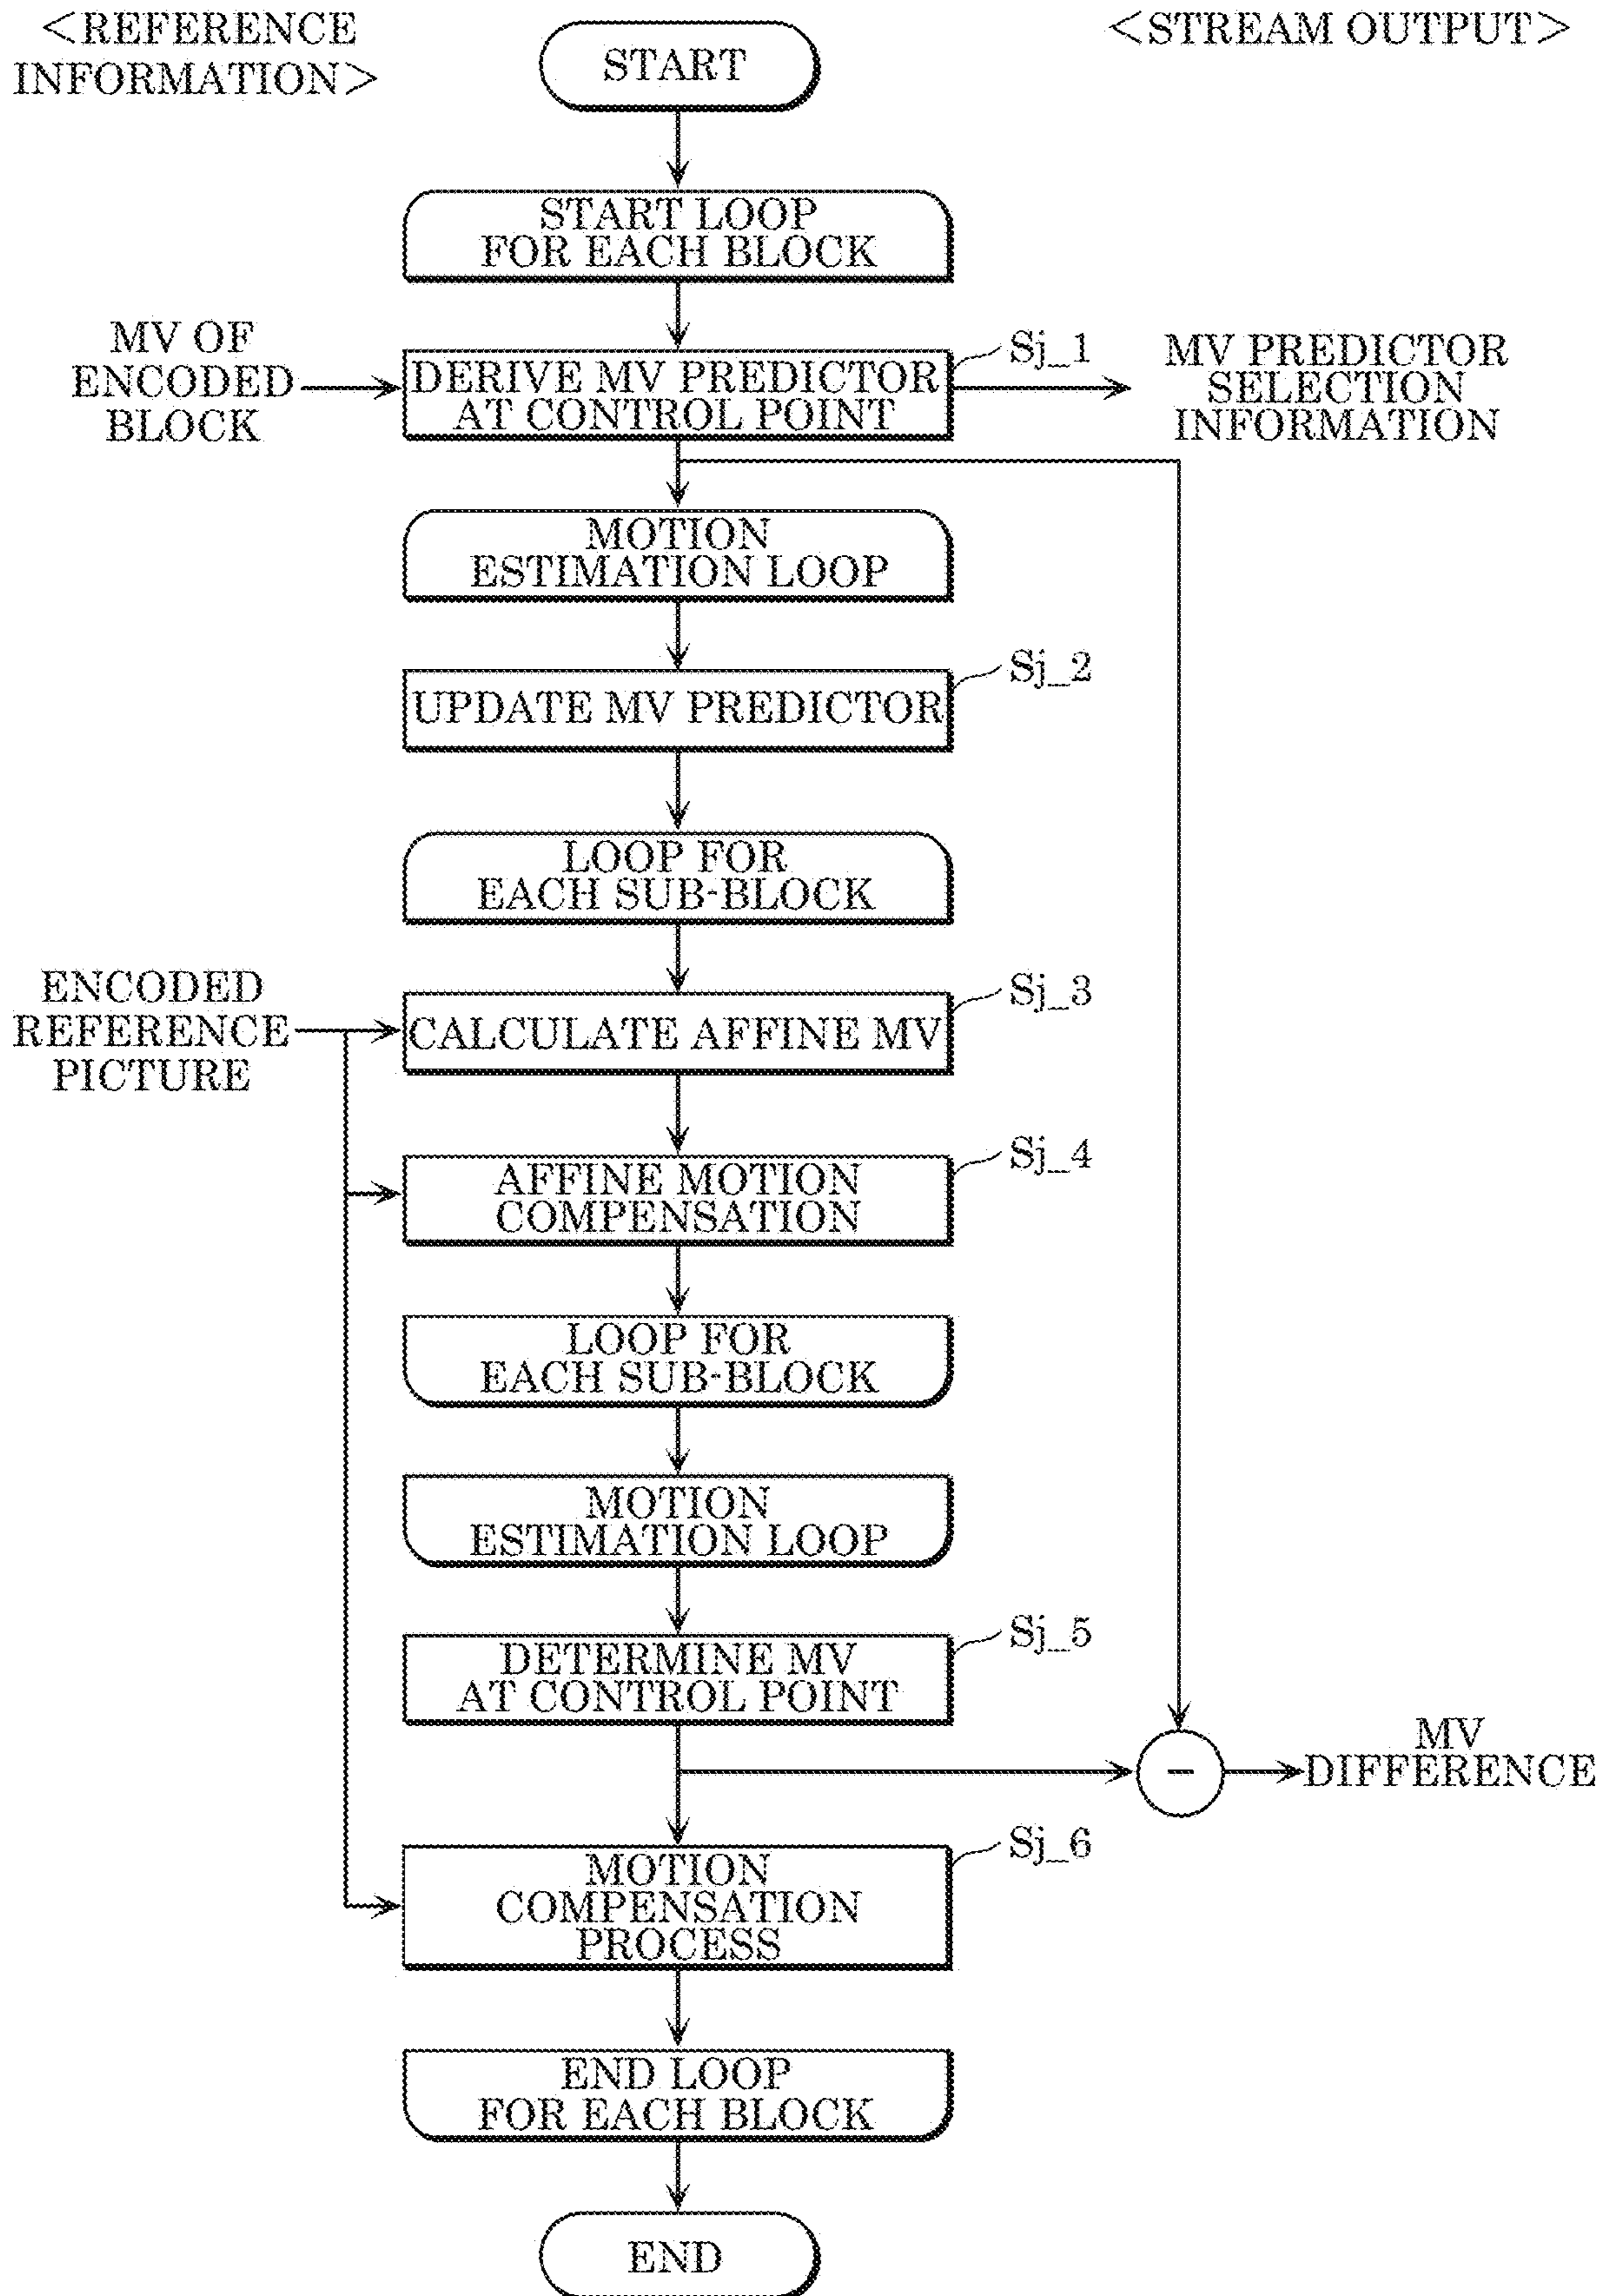 <REFERENCE
INFORMATION>
START
<STREAM OUTPUT>
START LOOP
FOR EACH BLOCK
MV OF
ENCODED
BLOCK
DERIVE MV PREDICTOR
AT CONTROL POINT
Sj_1
MV PREDICTOR
SELECTION
INFORMATION
MOTION
ESTIMATION LOOP
Sj_2
UPDATE MV PREDICTOR
LOOP FOR
EACH SUB-BLOCK
ENCODED
REFERENCE
PICTURE
Sj_3
CALCULATE AFFINE MV
Sj_4
AFFINE MOTION
COMPENSATION
LOOP FOR
EACH SUB-BLOCK
MOTION
ESTIMATION LOOP
Sj_5
DETERMINE MV
AT CONTROL POINT
−
MV
DIFFERENCE
Sj_6
MOTION
COMPENSATION
PROCESS
END LOOP
FOR EACH BLOCK
END